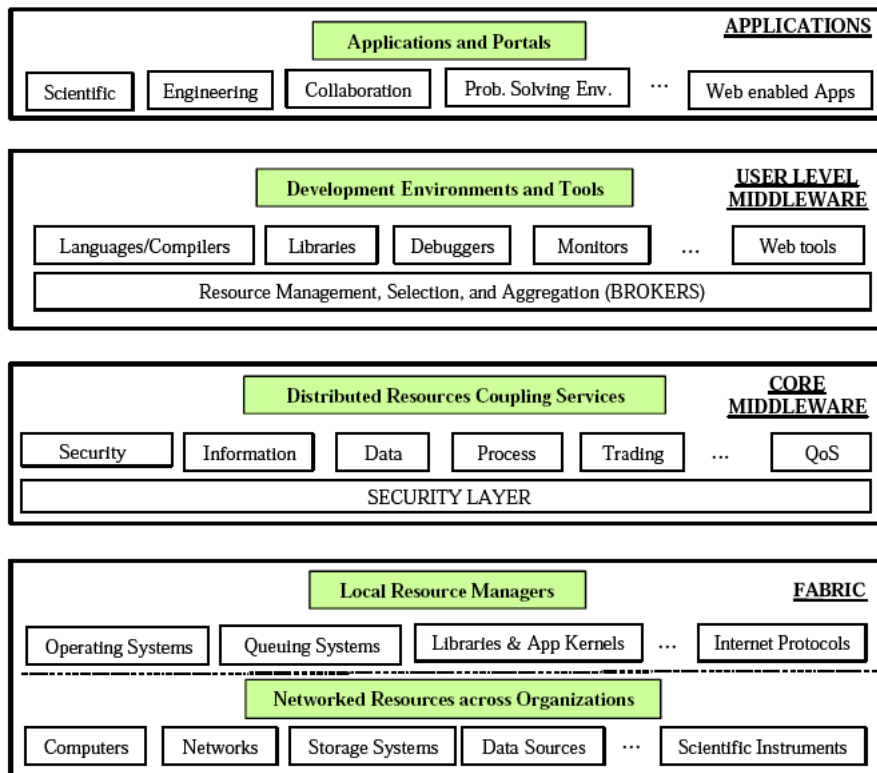 APPLICATIONS
Applications and Portals
Scientific Engineering Collaboration Prob. Solving Env. ... Web enabled Apps
USER LEVEL
MIDDLEWARE
Development Environments and Tools
Languages/Compilers Libraries Debuggers Monitors ... Web tools
Resource Management, Selection, and Aggregation (BROKERS)
CORE
MIDDLEWARE
Distributed Resources Coupling Services
Security Information Data Process Trading ... QoS
SECURITY LAYER
FABRIC
Local Resource Managers
Operating Systems Queuing Systems Libraries & App Kernels ... Internet Protocols
Networked Resources across Organizations
Computers Networks Storage Systems Data Sources ... Scientific Instruments